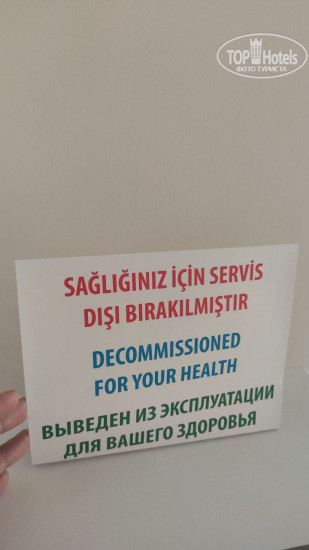 TOP Hotels
ФОТО ТУРИСТА
SAĞLIĞINIZ İÇİN SERVİS
DIŞI BIRAKILMIŞTIR
DECOMMISSIONED
FOR YOUR HEALTH
ВЫВЕДЕН ИЗ ЭКСПЛУАТАЦИИ
ДЛЯ ВАШЕГО ЗДОРОВЬЯ